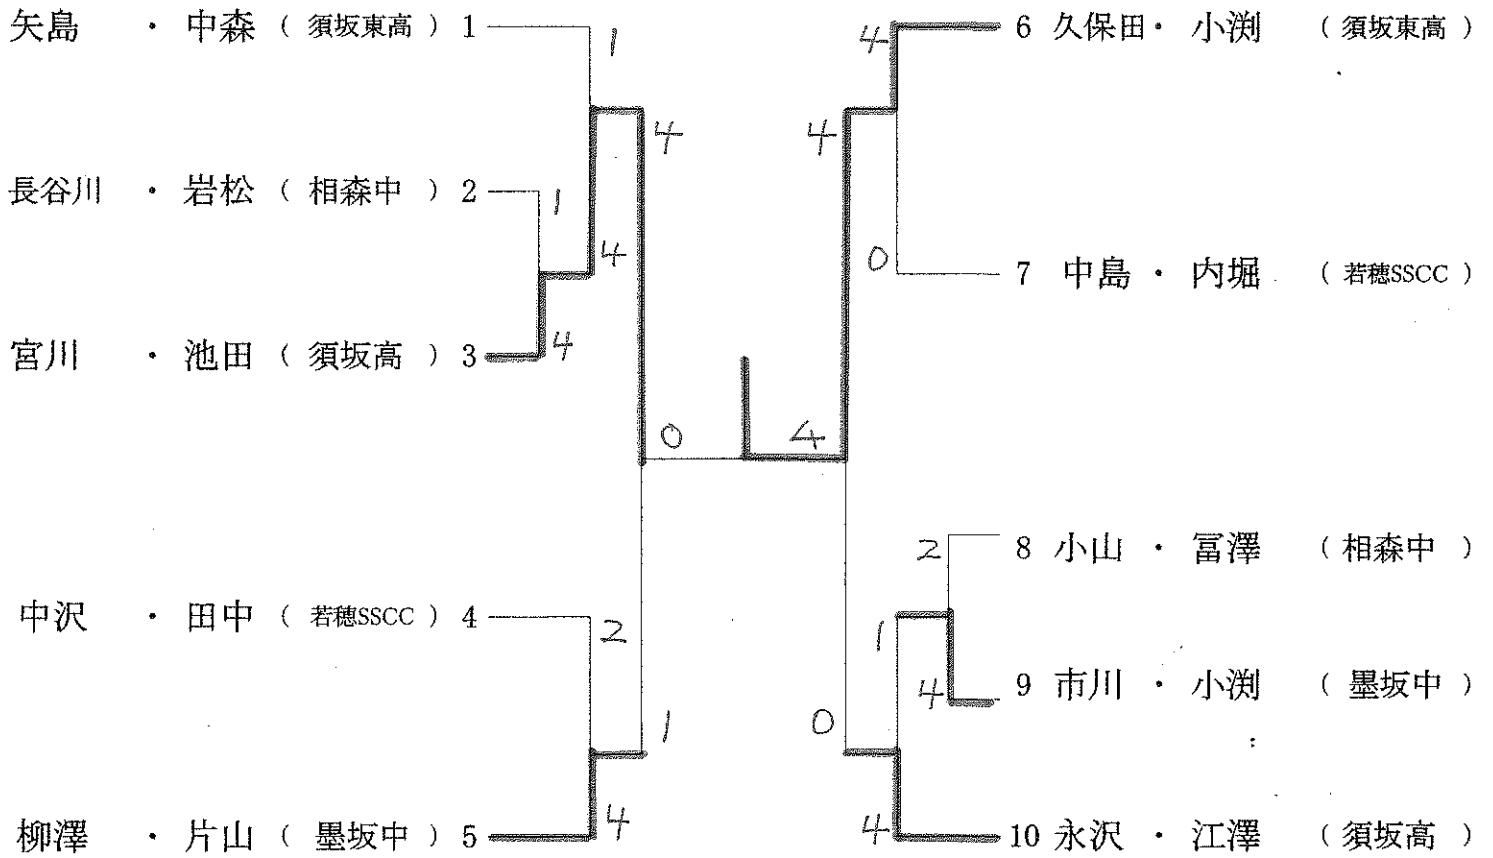 矢島 ・ 中森 ( 須坂東高 ) 1
1
4
長谷川 ・ 岩松 ( 相森中 ) 2
1
4
宮川 ・ 池田 ( 須坂高 ) 3
4
0
中沢 ・ 田中 ( 若穂SSCC ) 4
2
1
柳澤 ・ 片山 ( 墨坂中 ) 5
4
4
6 久保田・ 小渕 ( 須坂東高 )
4
0
7 中島 ・ 内堀 ( 若穂SSCC )
4
2
8 小山 ・ 冨澤 ( 相森中 )
1
4
9 市川 ・ 小渕 ( 墨坂中 )
0
4
10 永沢 ・ 江澤 ( 須坂高 )